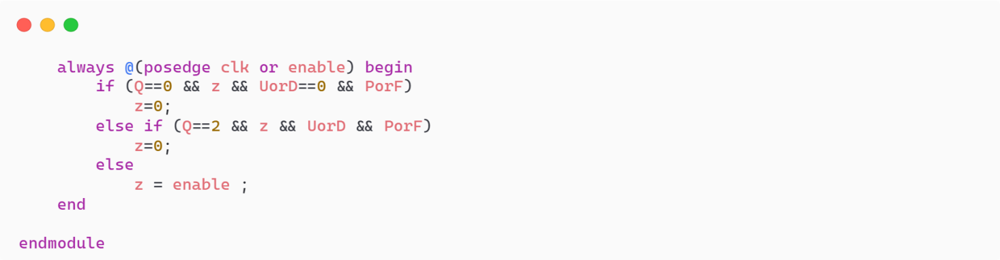 always @(posedge clk or enable) begin
        if (Q==0 && z && UorD==0 && PorF)
            z=0;
        else if (Q==2 && z && UorD && PorF)
            z=0;
        else
            z = enable ;
    end

endmodule